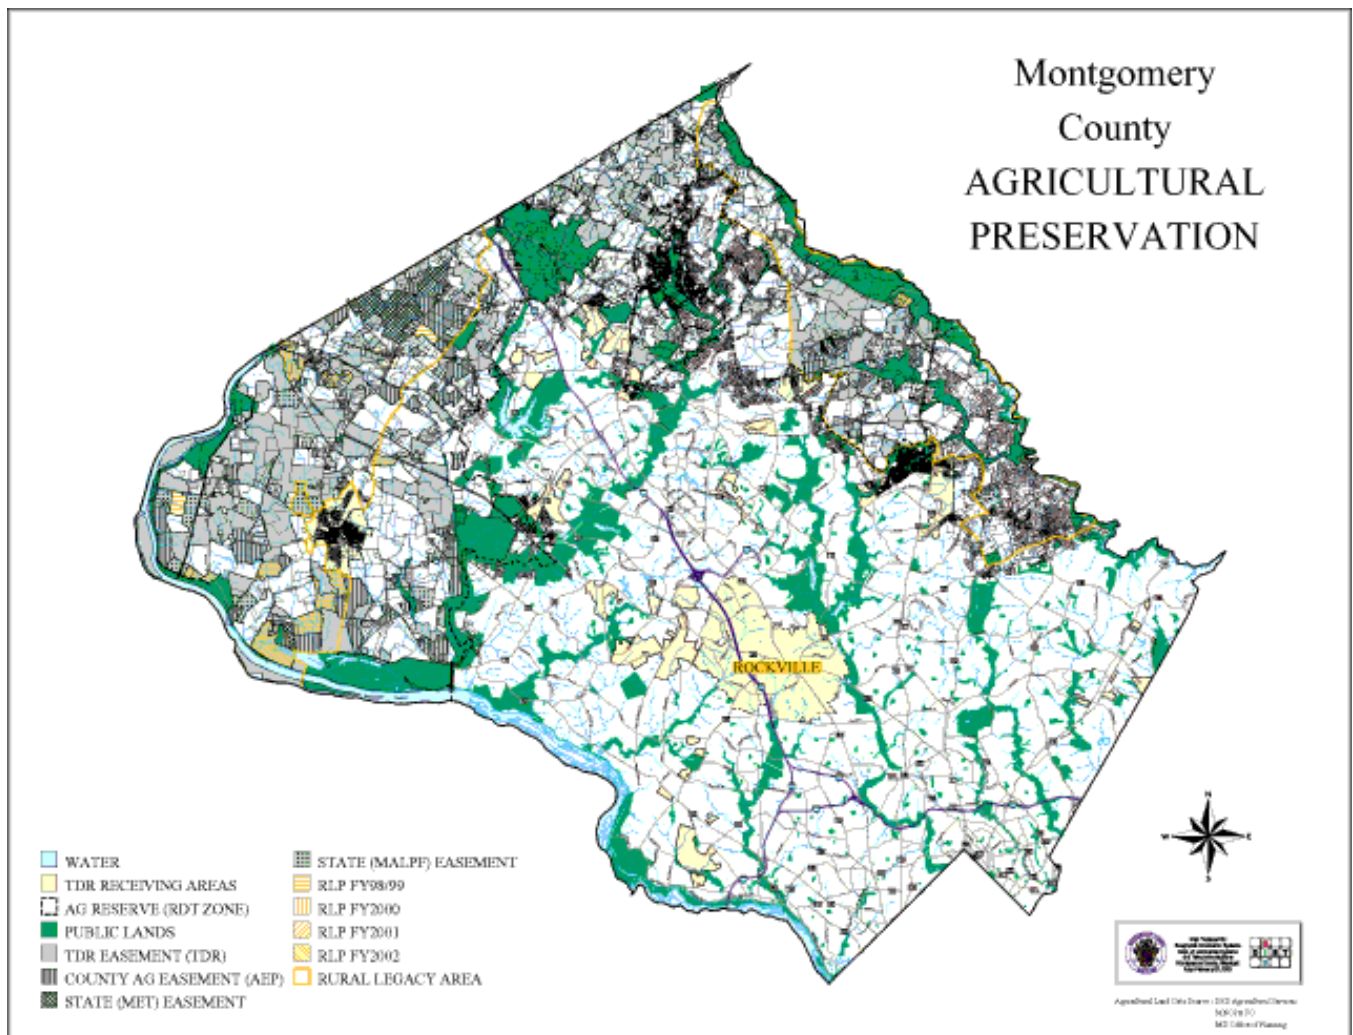 Montgomery
County
AGRICULTURAL
PRESERVATION
ROCKVILLE
N
W
E
S
WATER
TDR RECEIVING AREAS
AG RESERVE (RDT ZONE)
PUBLIC LANDS
TDR EASEMENT (TDR)
COUNTY AG EASEMENT (AEP)
STATE (MET) EASEMENT
STATE (MALPF) EASEMENT
RLP FY98/99
RLP FY2000
RLP FY2001
RLP FY2002
RURAL LEGACY AREA